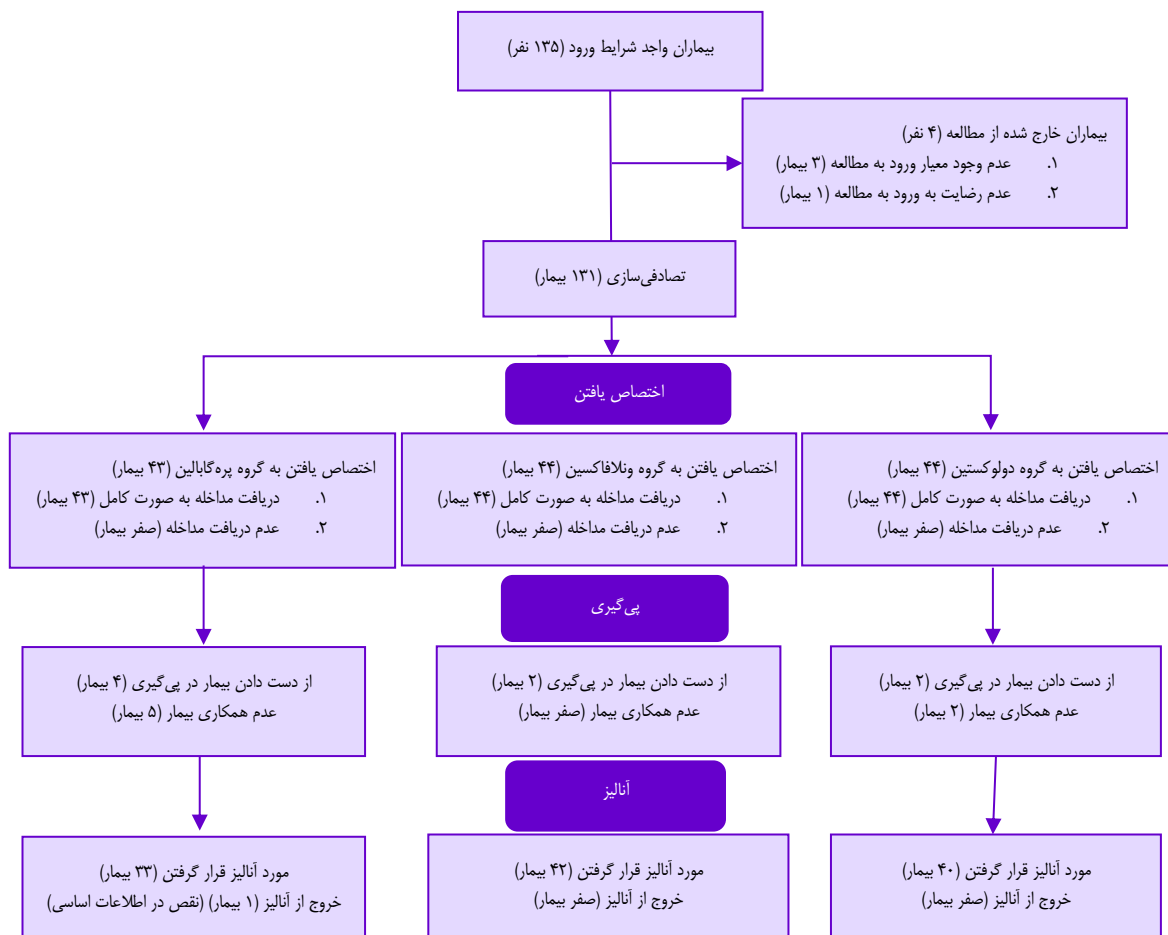 بیماران واجد شرایط ورود (۱۳۵ نفر)
بیماران خارج شده از مطالعه (۴ نفر)
۱. عدم وجود معیار ورود به مطالعه (۳ بیمار)
۲. عدم رضایت به ورود به مطالعه (۱ بیمار)
تصادفی‌سازی (۱۳۱ بیمار)
اختصاص یافتن
اختصاص یافتن به گروه دولوکستین (۴۴ بیمار)
۱. دریافت مداخله به صورت کامل (۴۴ بیمار)
۲. عدم دریافت مداخله (صفر بیمار)
اختصاص یافتن به گروه ونلافاکسین (۴۴ بیمار)
۱. دریافت مداخله به صورت کامل (۴۴ بیمار)
۲. عدم دریافت مداخله (صفر بیمار)
اختصاص یافتن به گروه پره‌گابالین (۴۳ بیمار)
۱. دریافت مداخله به صورت کامل (۴۳ بیمار)
۲. عدم دریافت مداخله (صفر بیمار)
پی‌گیری
از دست دادن بیمار در پی‌گیری (۲ بیمار)
عدم همکاری بیمار (۲ بیمار)
از دست دادن بیمار در پی‌گیری (۲ بیمار)
عدم همکاری بیمار (صفر بیمار)
از دست دادن بیمار در پی‌گیری (۴ بیمار)
عدم همکاری بیمار (۵ بیمار)
آنالیز
مورد آنالیز قرار گرفتن (۴۰ بیمار)
خروج از آنالیز (صفر بیمار)
مورد آنالیز قرار گرفتن (۴۲ بیمار)
خروج از آنالیز (صفر بیمار)
مورد آنالیز قرار گرفتن (۳۳ بیمار)
خروج از آنالیز (۱ بیمار) (نقص در اطلاعات اساسی)